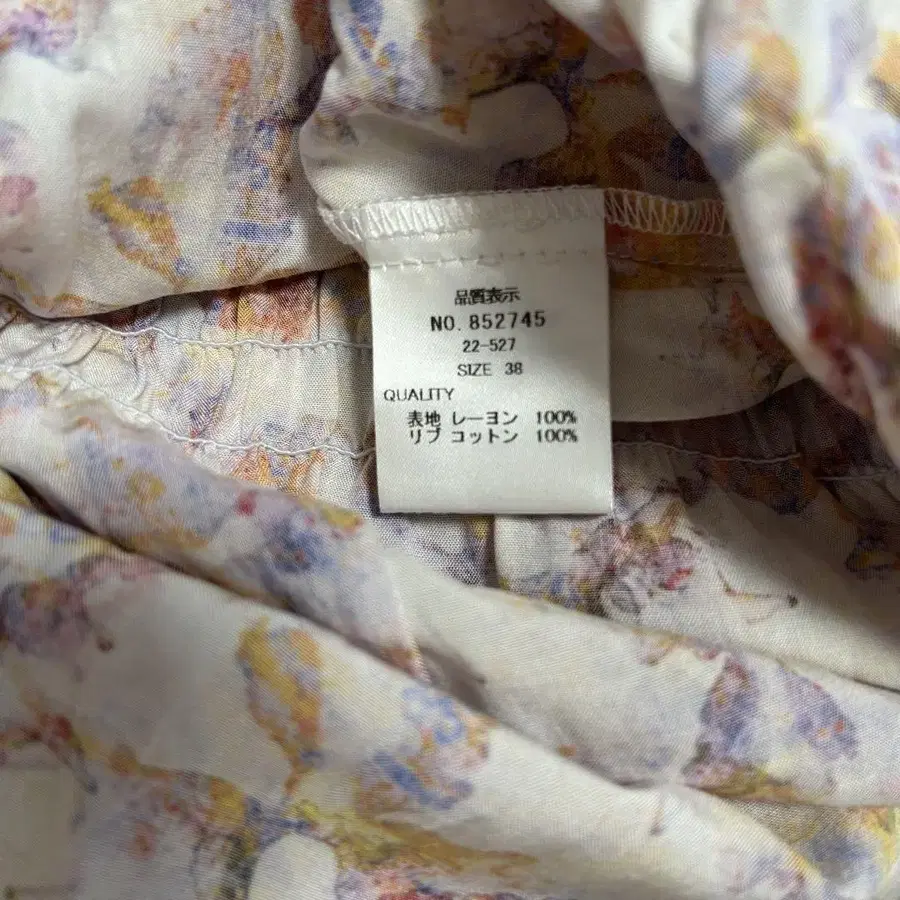 品質表示
NO.852745
22-527
SIZE 38
QUALITY
表地 レーヨン 100%
リブ コットン 100%